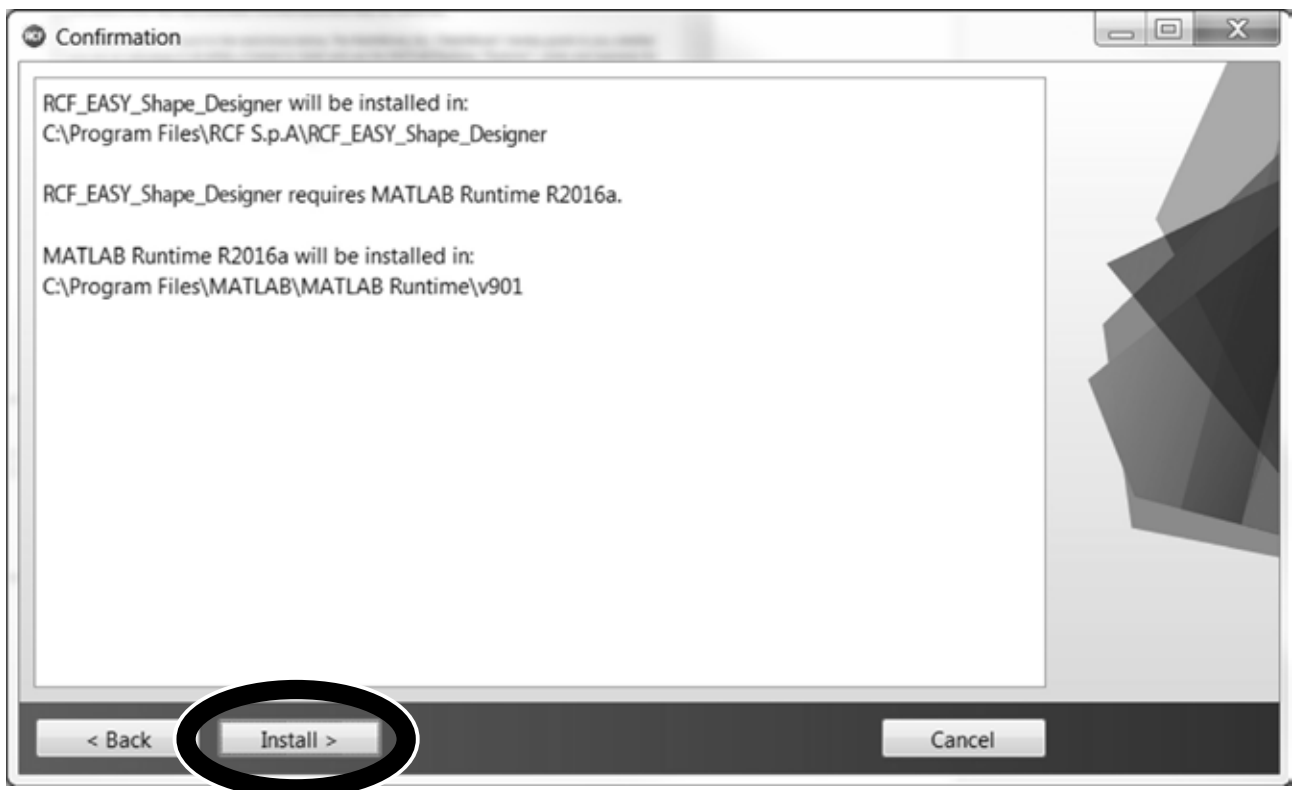 Confirmation
RCF_EASY_Shape_Designer will be installed in:
C:\Program Files\RCF S.p.A\RCF_EASY_Shape_Designer
RCF_EASY_Shape_Designer requires MATLAB Runtime R2016a.
MATLAB Runtime R2016a will be installed in:
C:\Program Files\MATLAB\MATLAB Runtime\v901
< Back Install > Cancel